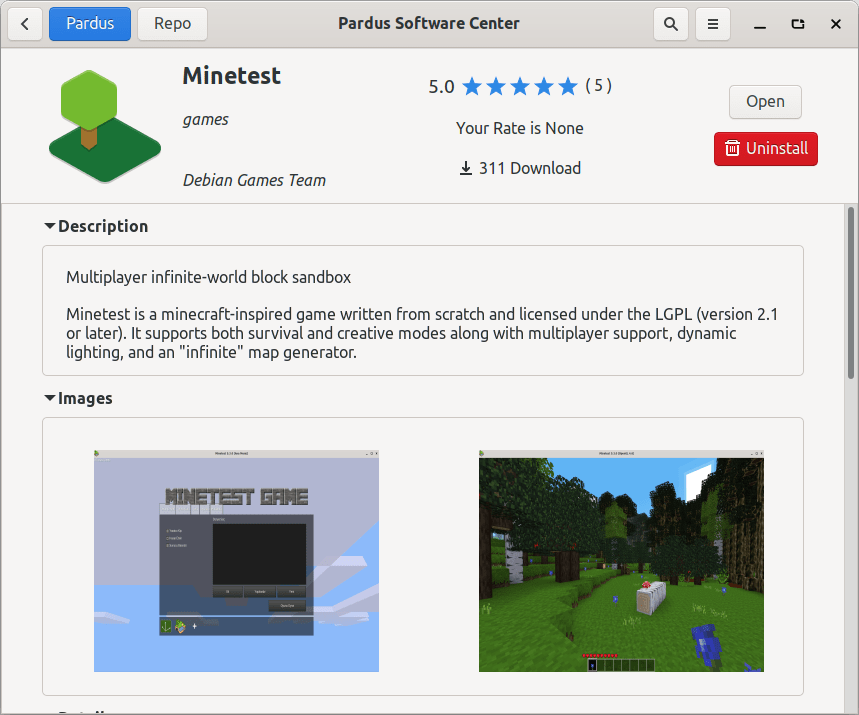 Pardus
Repo
Pardus Software Center
Minetest
games
Debian Games Team
5.0
( 5 )
Your Rate is None
311 Download
Open
Uninstall
Description
Multiplayer infinite-world block sandbox
Minetest is a minecraft-inspired game written from scratch and licensed under the LGPL (version 2.1
or later). It supports both survival and creative modes along with multiplayer support, dynamic
lighting, and an "infinite" map generator.
Images
MINETEST GAME